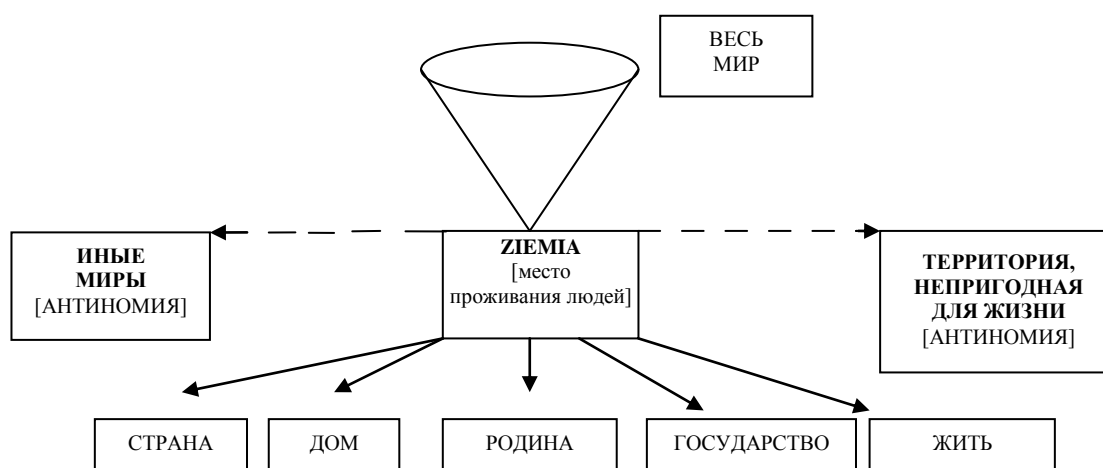 ВЕСЬ
МИР
ИНЫЕ
МИРЫ
[АНТИНОМИЯ]
ZIEMIA
[место
проживания людей]
ТЕРРИТОРИЯ,
НЕПРИГОДНАЯ
ДЛЯ ЖИЗНИ
[АНТИНОМИЯ]
СТРАНА
ДОМ
РОДИНА
ГОСУДАРСТВО
ЖИТЬ